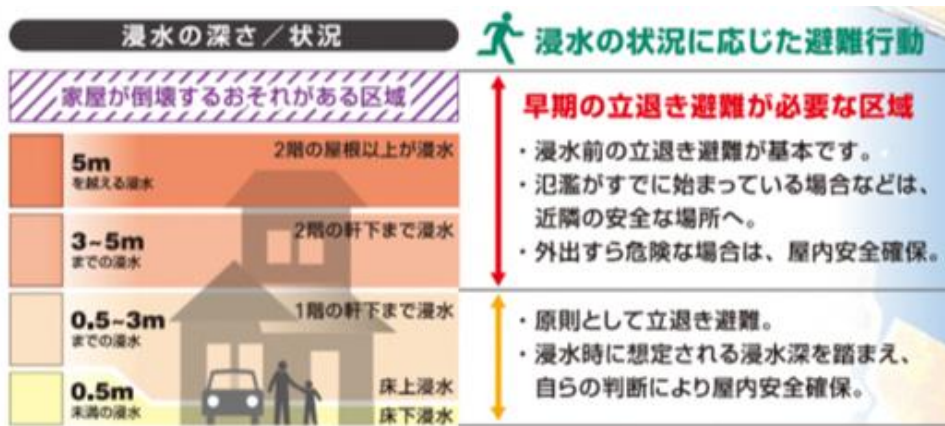 浸水の深さ／状況
浸水の状況に応じた避難行動
家屋が倒壊するおそれがある区域
5m
を越える浸水
2階の屋根以上が浸水
3~5m
までの浸水
2階の軒下まで浸水
0.5~3m
までの浸水
1階の軒下まで浸水
0.5m
未満の浸水
床上浸水
床下浸水
早期の立退き避難が必要な区域
・浸水前の立退き避難が基本です。
・氾濫がすでに始まっている場合などは、
近隣の安全な場所へ。
・外出すら危険な場合は、屋内安全確保。
・原則として立退き避難。
・浸水時に想定される浸水深を踏まえ、
自らの判断により屋内安全確保。